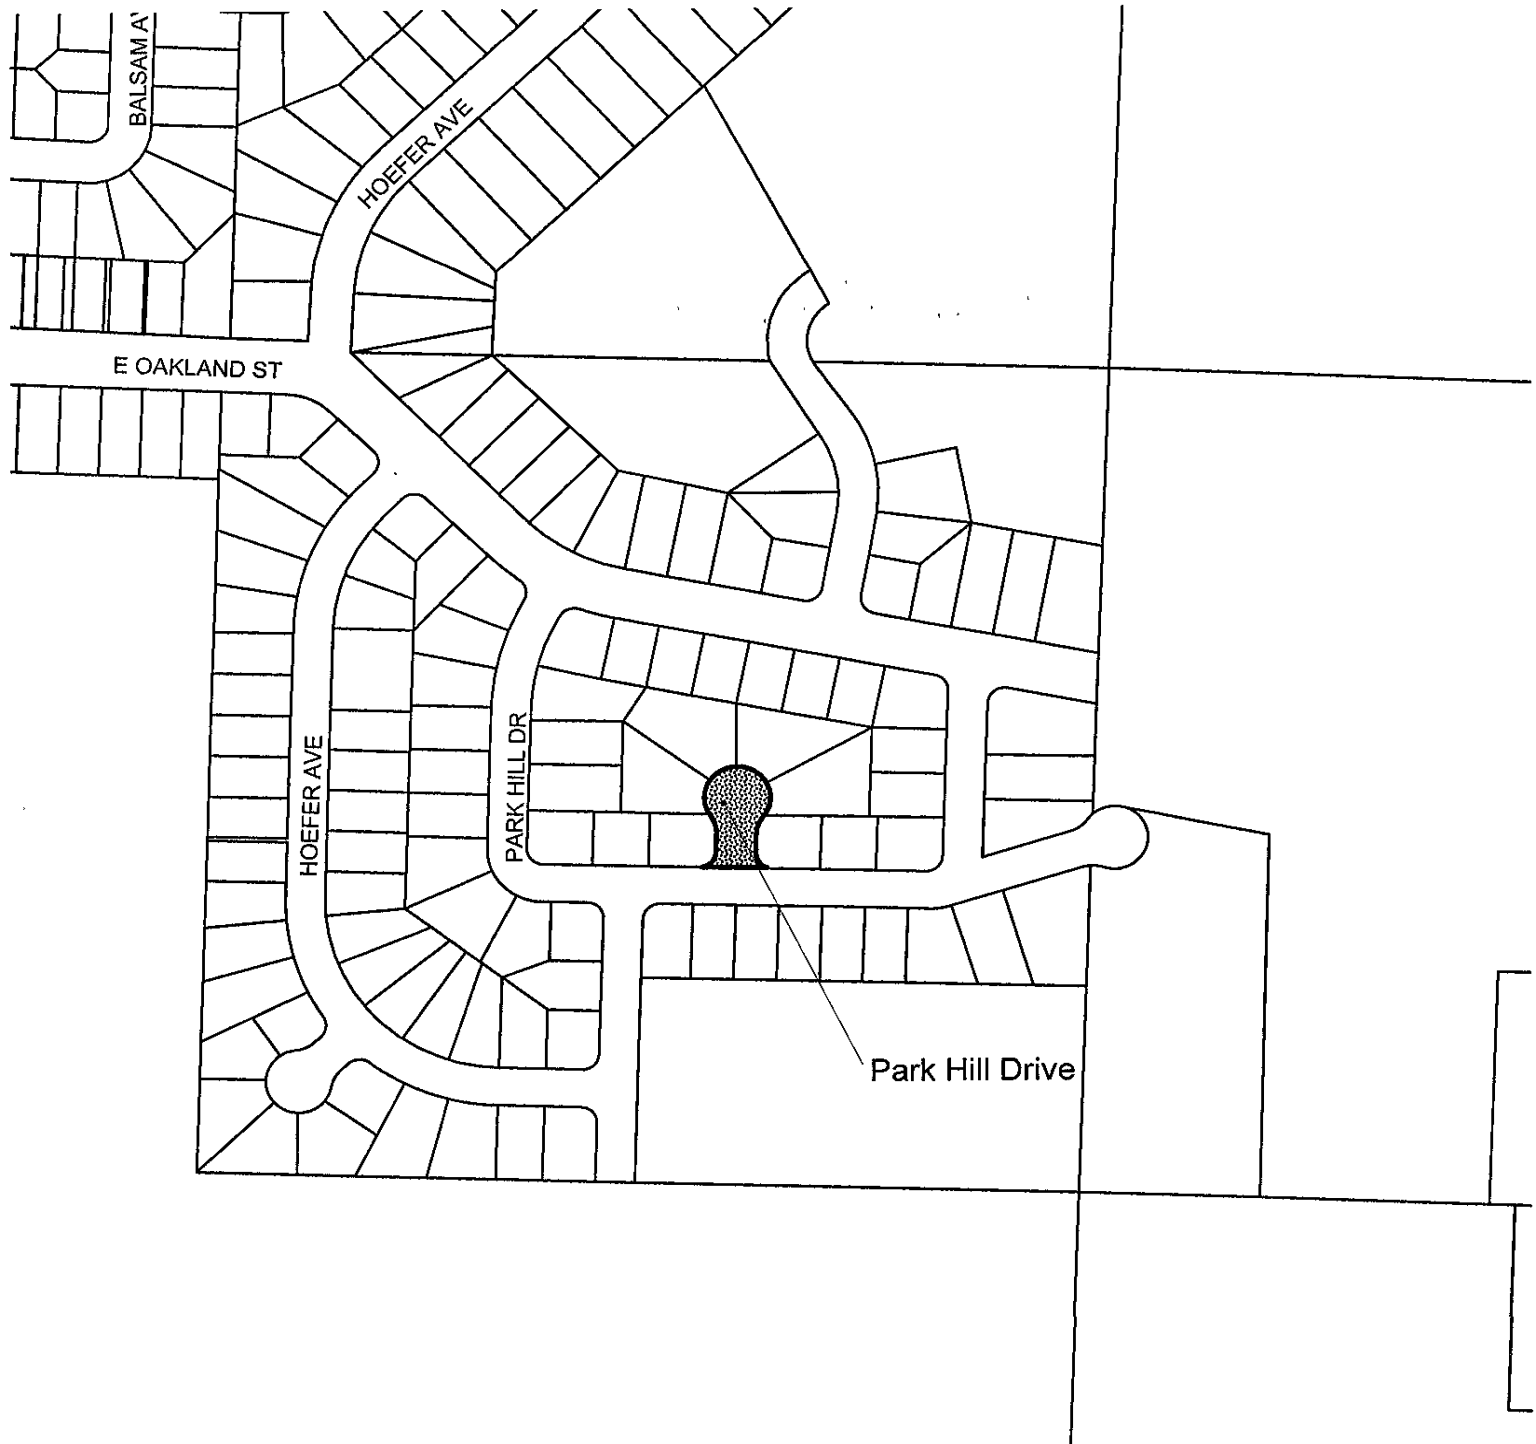 BALSAM A
HOEFER AVE
E OAKLAND ST
HOEFER AVE
PARK HILL DR
Park Hill Drive